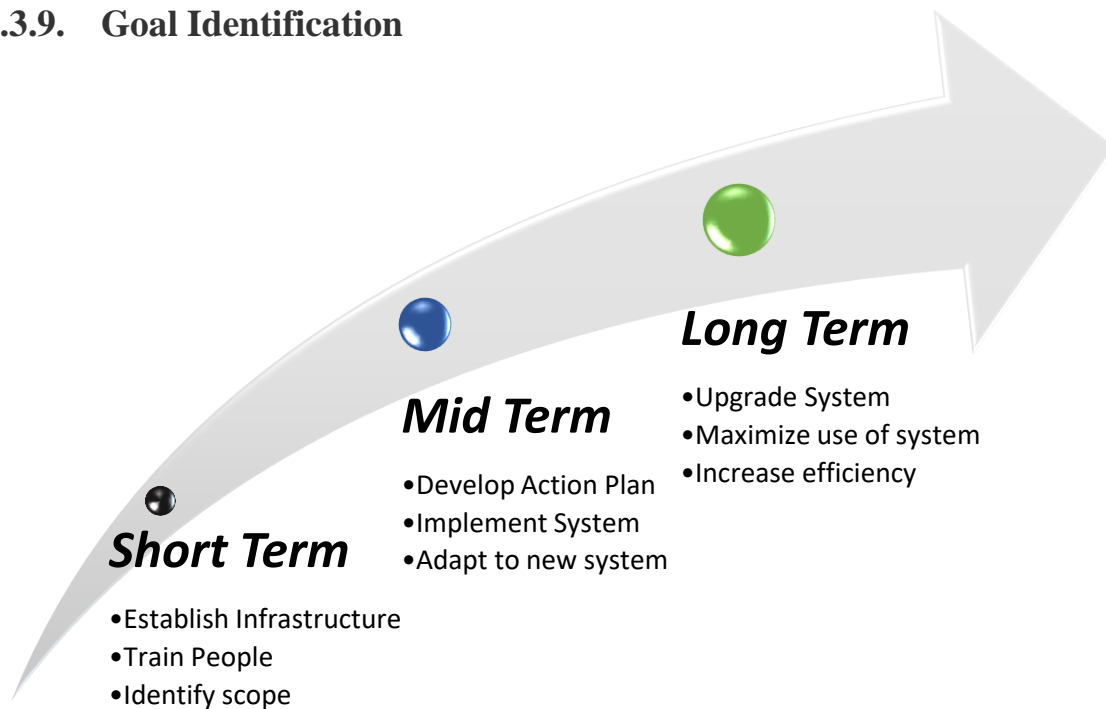 .3.9. Goal Identification
Short Term
•Establish Infrastructure
•Train People
•Identify scope
Mid Term
•Develop Action Plan
•Implement System
•Adapt to new system
Long Term
•Upgrade System
•Maximize use of system
•Increase efficiency